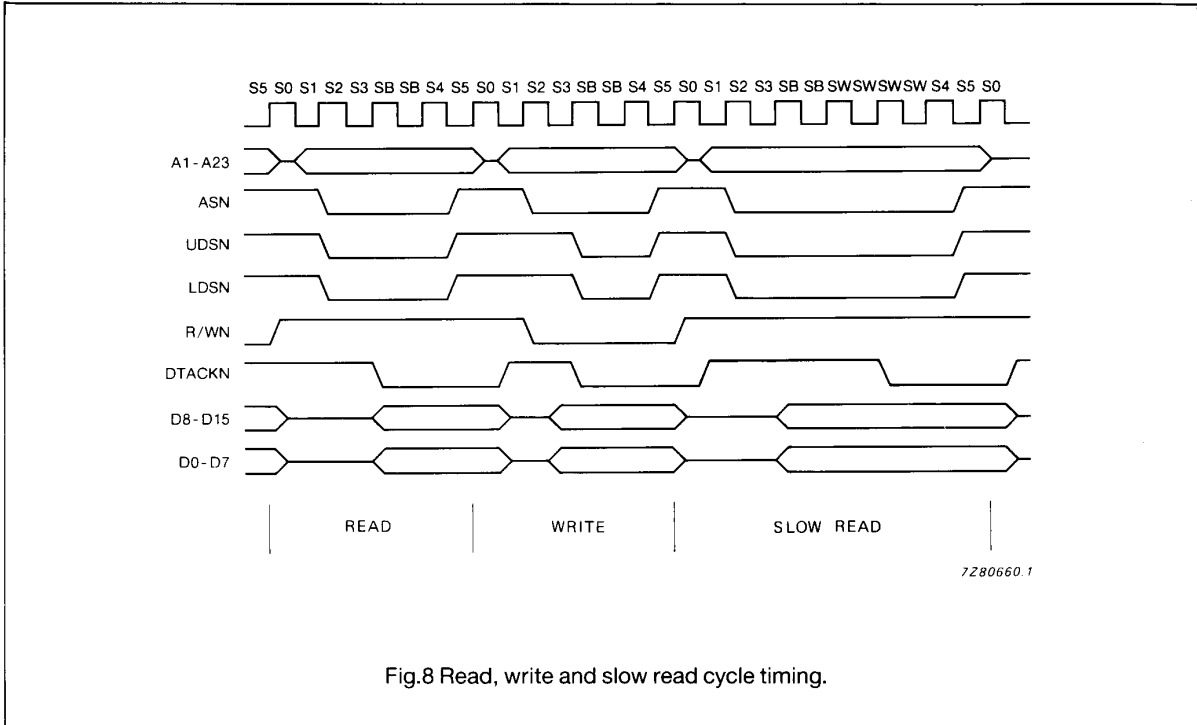 S5 S0 S1 S2 S3 SB SB S4 S5 S0 S1 S2 S3 SB SB S4 S5 S0 S1 S2 S3 SB SB SW SW SW SW S4 S5 S0
A1-A23
ASN
UDSN
LDSN
R/WN
DTACKN
D8-D15
D0-D7
READ WRITE SLOW READ
7Z80660.1
Fig.8 Read, write and slow read cycle timing.